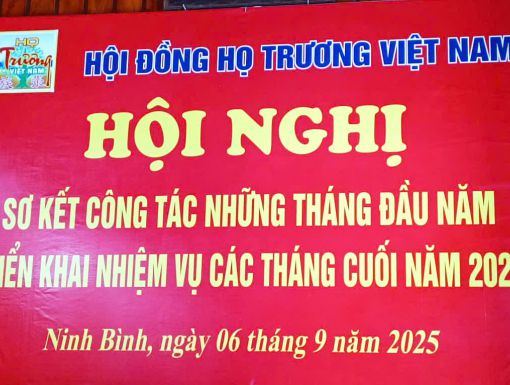 HỌ
Trương
VIỆT NAM
HỘI ĐỒNG HỌ TRƯƠNG VIỆT NAM
HỘI NGHỊ
SƠ KẾT CÔNG TÁC NHỮNG THÁNG ĐẦU NĂM
KHAI NHIỆM VỤ CÁC THÁNG CUỐI NĂM 202
Ninh Bình, ngày 06 tháng 9 năm 2025